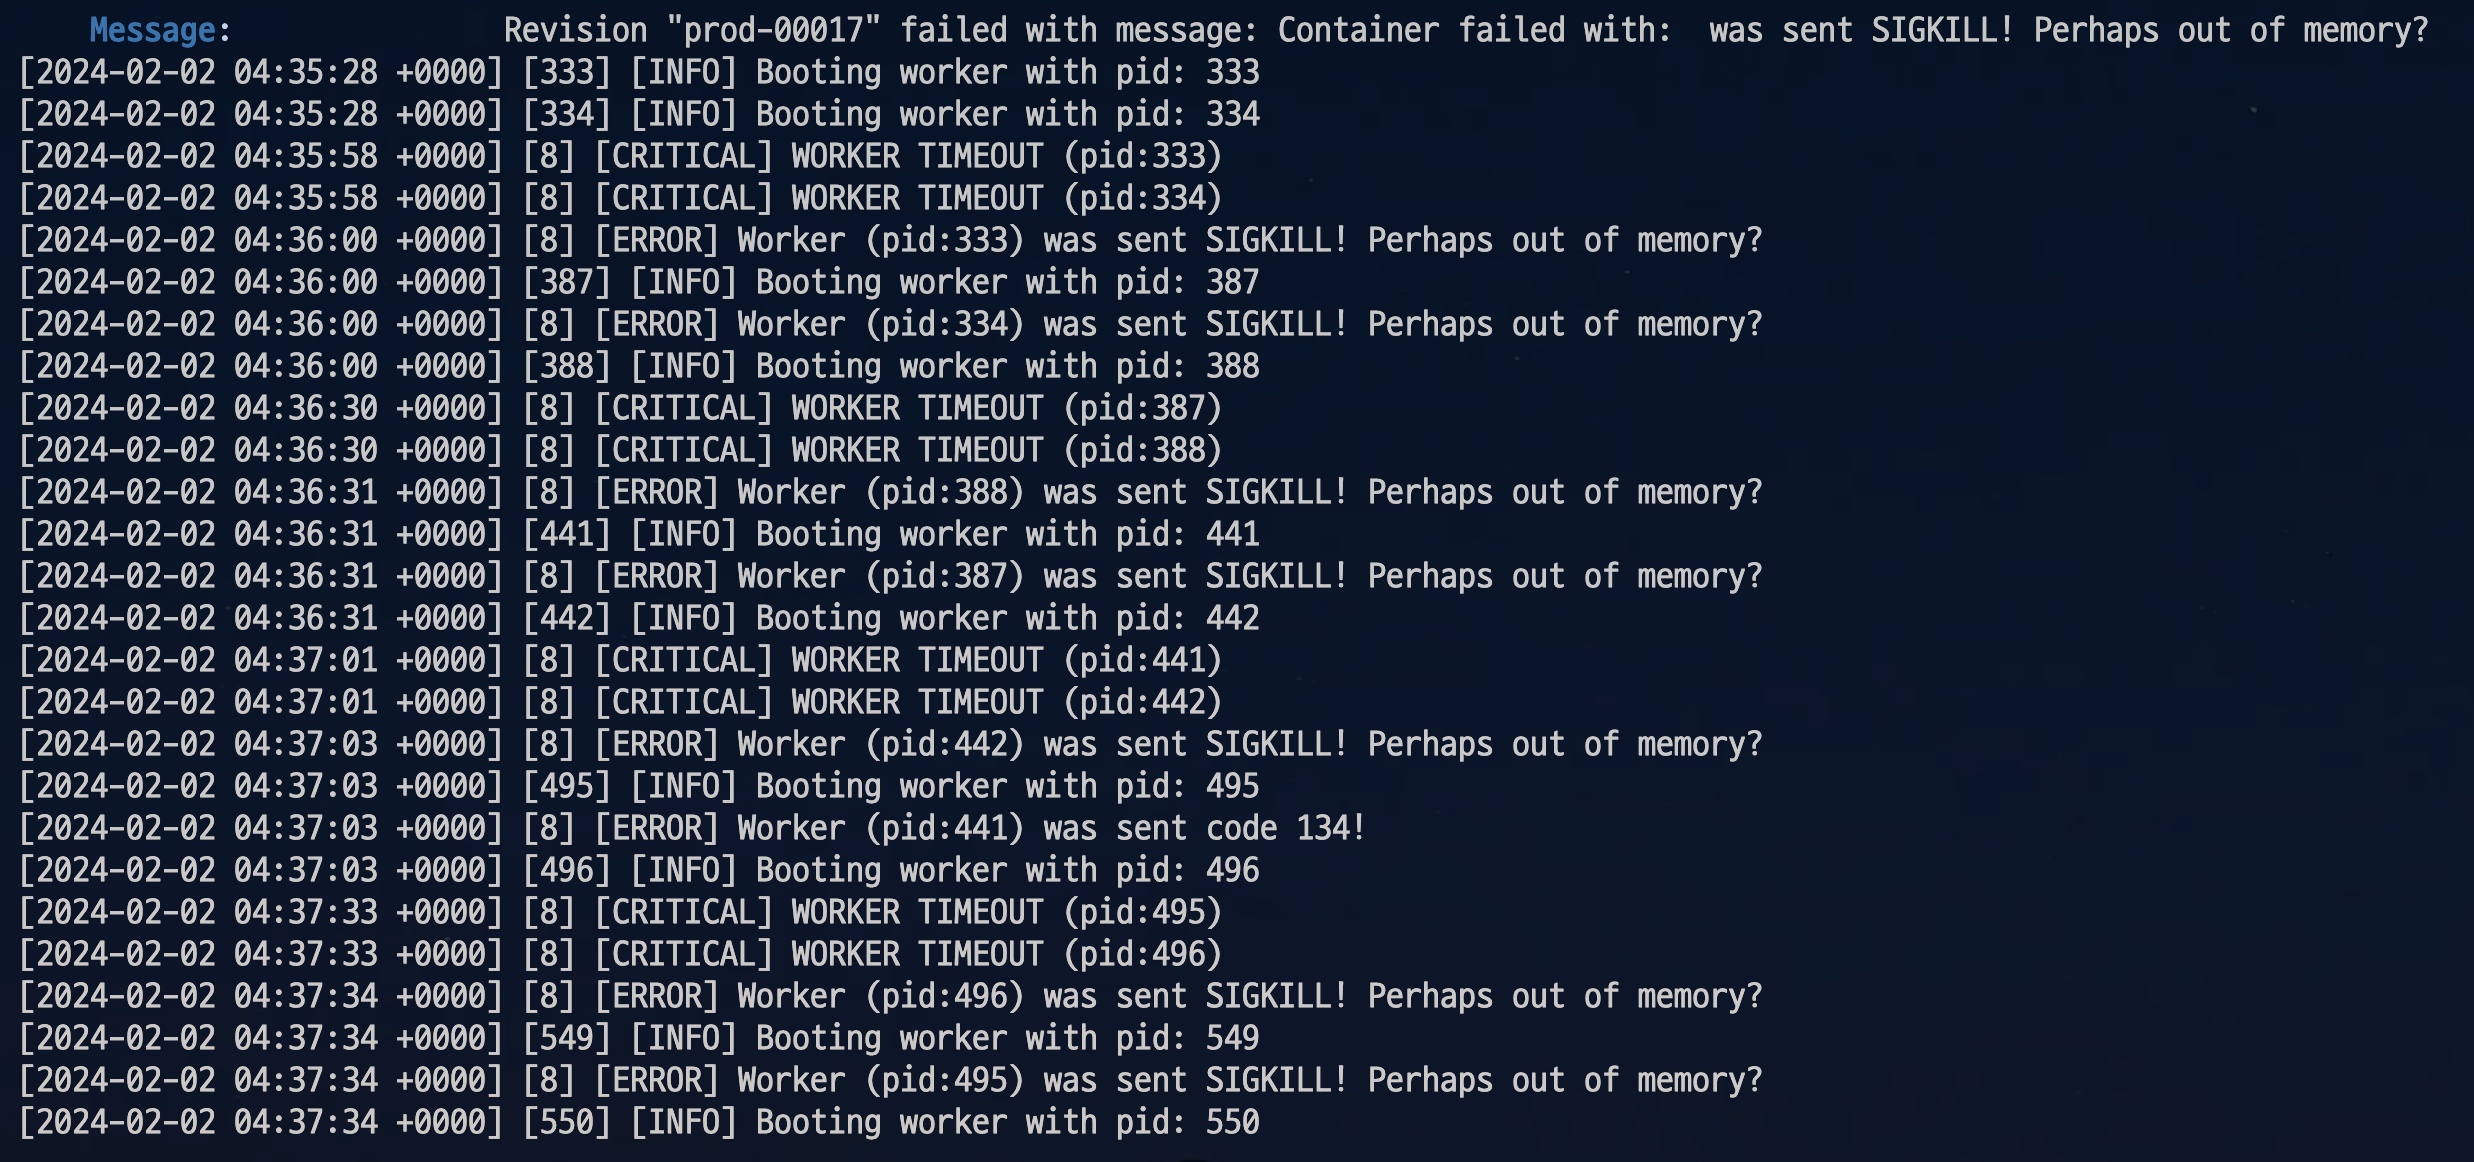 Message:               Revision "prod-00017" failed with message: Container failed with:  was sent SIGKILL! Perhaps out of memory?
[2024-02-02 04:35:28 +0000] [333] [INFO] Booting worker with pid: 333
[2024-02-02 04:35:28 +0000] [334] [INFO] Booting worker with pid: 334
[2024-02-02 04:35:58 +0000] [8] [CRITICAL] WORKER TIMEOUT (pid:333)
[2024-02-02 04:35:58 +0000] [8] [CRITICAL] WORKER TIMEOUT (pid:334)
[2024-02-02 04:36:00 +0000] [8] [ERROR] Worker (pid:333) was sent SIGKILL! Perhaps out of memory?
[2024-02-02 04:36:00 +0000] [387] [INFO] Booting worker with pid: 387
[2024-02-02 04:36:00 +0000] [8] [ERROR] Worker (pid:334) was sent SIGKILL! Perhaps out of memory?
[2024-02-02 04:36:00 +0000] [388] [INFO] Booting worker with pid: 388
[2024-02-02 04:36:30 +0000] [8] [CRITICAL] WORKER TIMEOUT (pid:387)
[2024-02-02 04:36:30 +0000] [8] [CRITICAL] WORKER TIMEOUT (pid:388)
[2024-02-02 04:36:31 +0000] [8] [ERROR] Worker (pid:388) was sent SIGKILL! Perhaps out of memory?
[2024-02-02 04:36:31 +0000] [441] [INFO] Booting worker with pid: 441
[2024-02-02 04:36:31 +0000] [8] [ERROR] Worker (pid:387) was sent SIGKILL! Perhaps out of memory?
[2024-02-02 04:36:31 +0000] [442] [INFO] Booting worker with pid: 442
[2024-02-02 04:37:01 +0000] [8] [CRITICAL] WORKER TIMEOUT (pid:441)
[2024-02-02 04:37:01 +0000] [8] [CRITICAL] WORKER TIMEOUT (pid:442)
[2024-02-02 04:37:03 +0000] [8] [ERROR] Worker (pid:442) was sent SIGKILL! Perhaps out of memory?
[2024-02-02 04:37:03 +0000] [495] [INFO] Booting worker with pid: 495
[2024-02-02 04:37:03 +0000] [8] [ERROR] Worker (pid:441) was sent code 134!
[2024-02-02 04:37:03 +0000] [496] [INFO] Booting worker with pid: 496
[2024-02-02 04:37:33 +0000] [8] [CRITICAL] WORKER TIMEOUT (pid:495)
[2024-02-02 04:37:33 +0000] [8] [CRITICAL] WORKER TIMEOUT (pid:496)
[2024-02-02 04:37:34 +0000] [8] [ERROR] Worker (pid:496) was sent SIGKILL! Perhaps out of memory?
[2024-02-02 04:37:34 +0000] [549] [INFO] Booting worker with pid: 549
[2024-02-02 04:37:34 +0000] [8] [ERROR] Worker (pid:495) was sent SIGKILL! Perhaps out of memory?
[2024-02-02 04:37:34 +0000] [550] [INFO] Booting worker with pid: 550